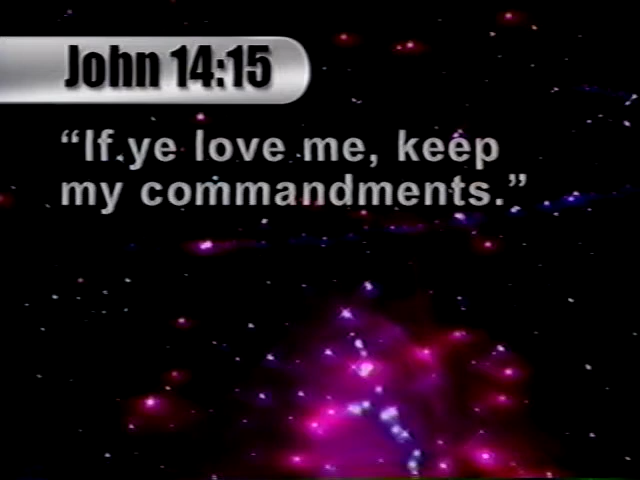 John 14:15
“If ye love me, keep
my commandments.”